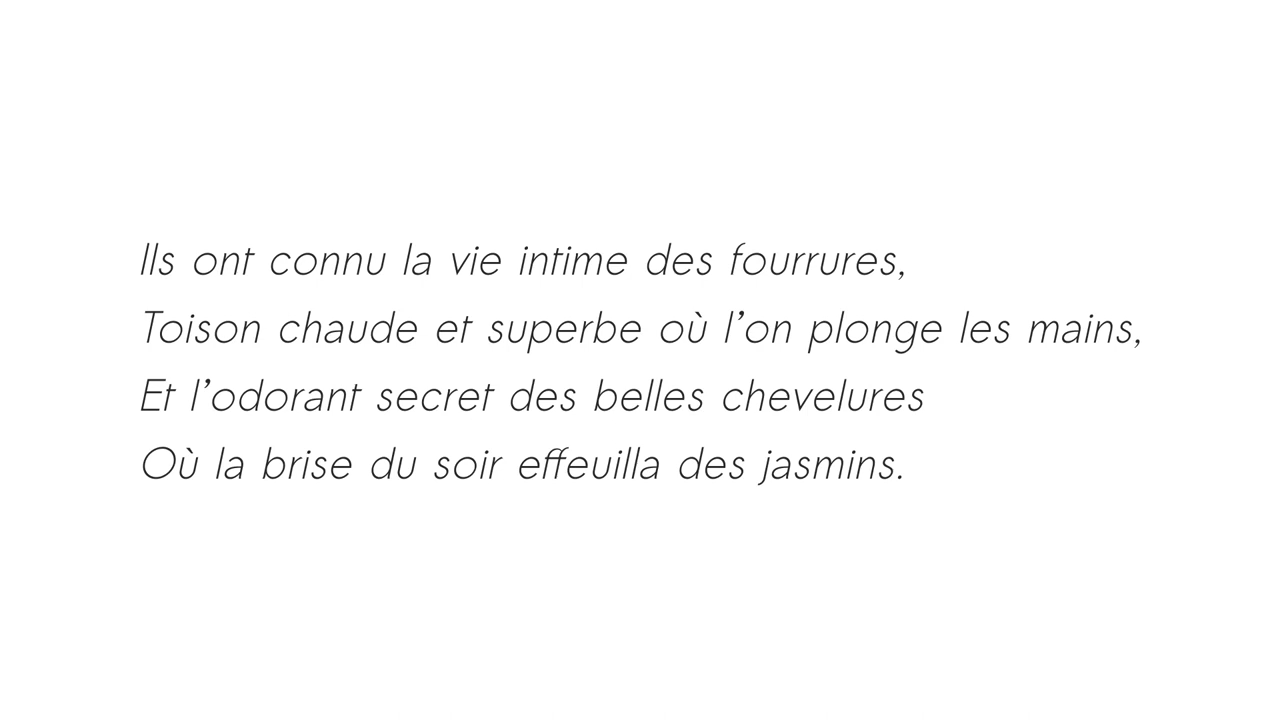 Ils ont connu la vie intime des fourrures,
Toison chaude et superbe où l’on plonge les mains,
Et l’odorant secret des belles chevelures
Où la brise du soir effeuilla des jasmins.